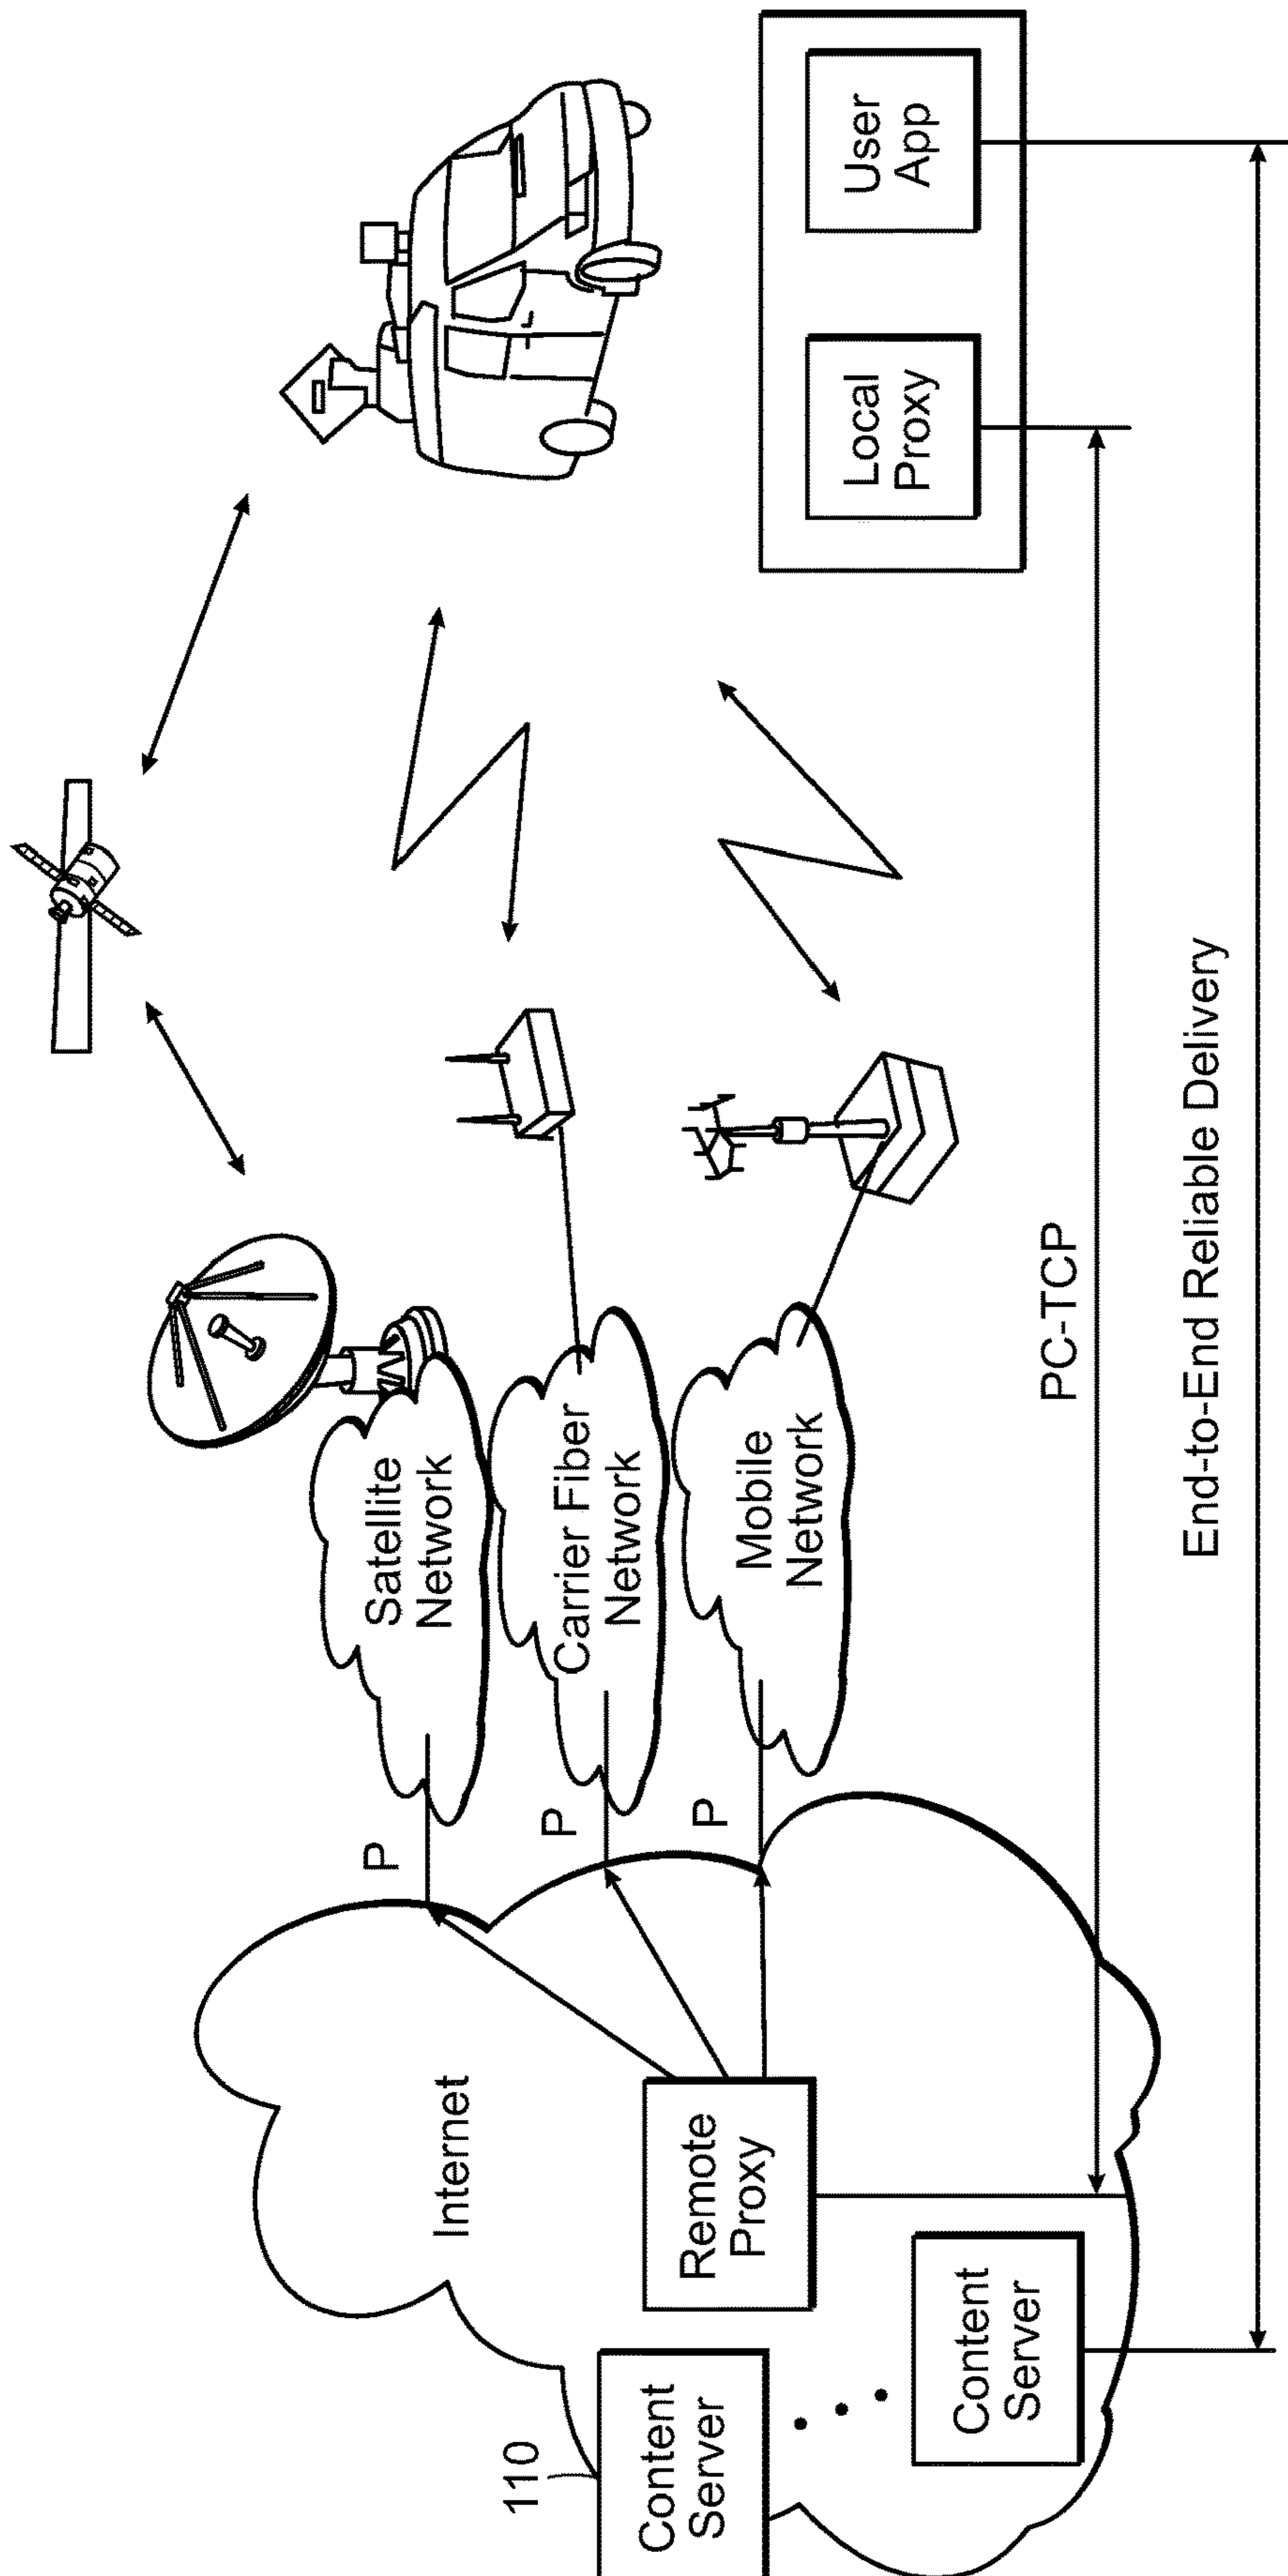 110
Content
Server
Content
Server
Internet
Remote
Proxy
P
P
P
Satellite
Network
Carrier Fiber
Network
Mobile
Network
Local
Proxy
User
App
PC-TCP
End-to-End Reliable Delivery